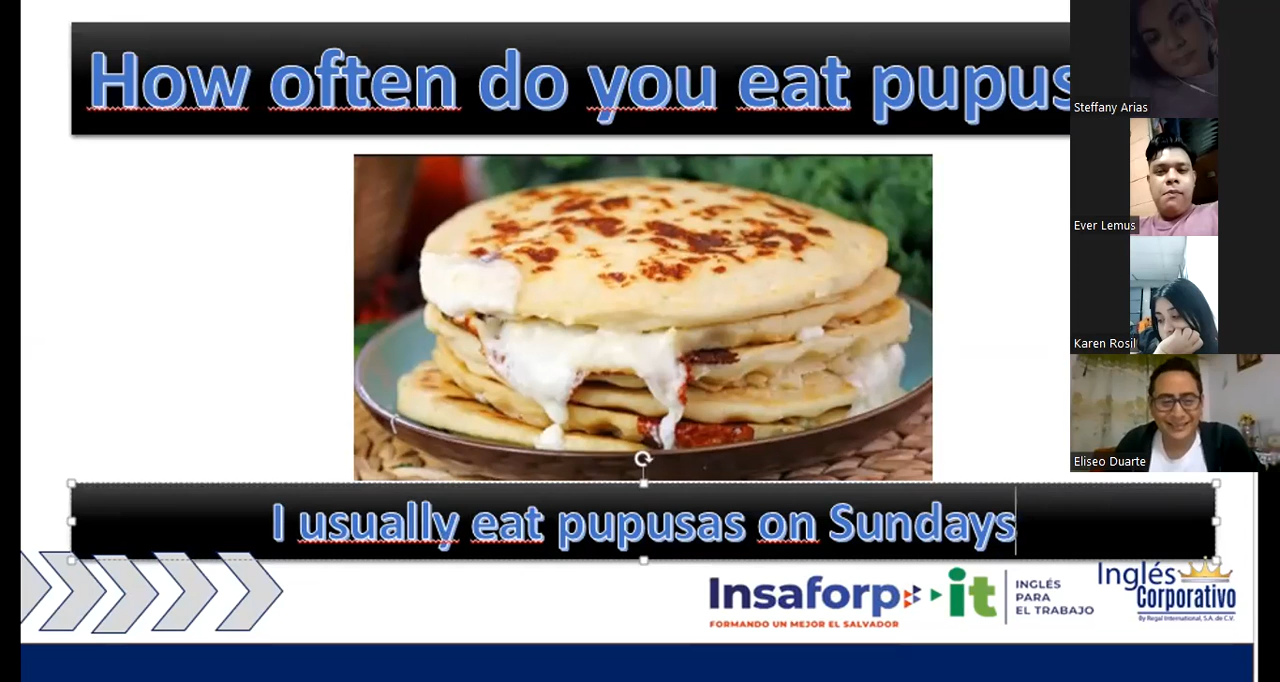 How often do you eat pupus
Steffany Arias
Ever Lemus
Karen Rosil
Eliseo Duarte
I usually eat pupusas on Sundays
Insaforp
FORMANDO UN MEJOR EL SALVADOR
it
INGLÉS
PARA
EL TRABAJO
Inglés
Corporativo
By Regal International, S.A. de C.V.